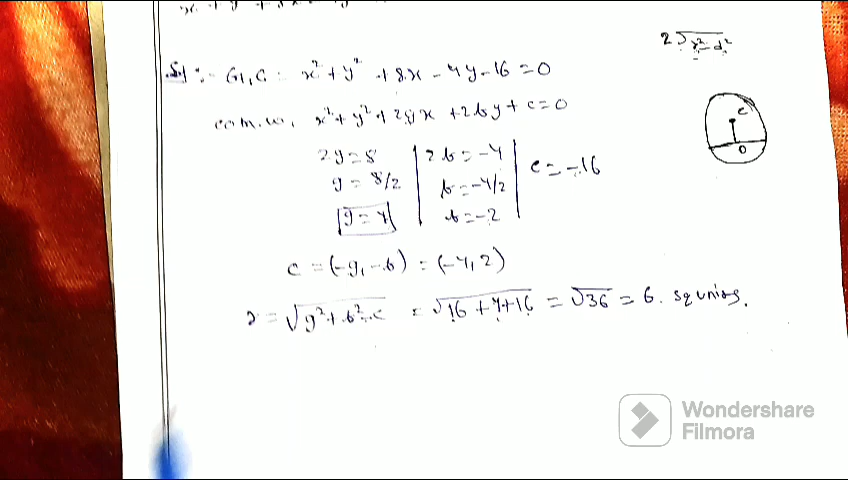 2√r²-d²
Sol :- G.C x² + y² + 8x - 4y - 16 = 0
com.w, x² + y² + 2gx + 2fy + c = 0
2g = 8 | 2f = -4 | c = -16
g = 8/2 | f = -4/2
g = 4 | f = -2
c = (-g, -f) = (-4, 2)
r = √g² + f² - c = √16 + 4 + 16 = √36 = 6. sq units.
C
D
Wondershare
Filmora